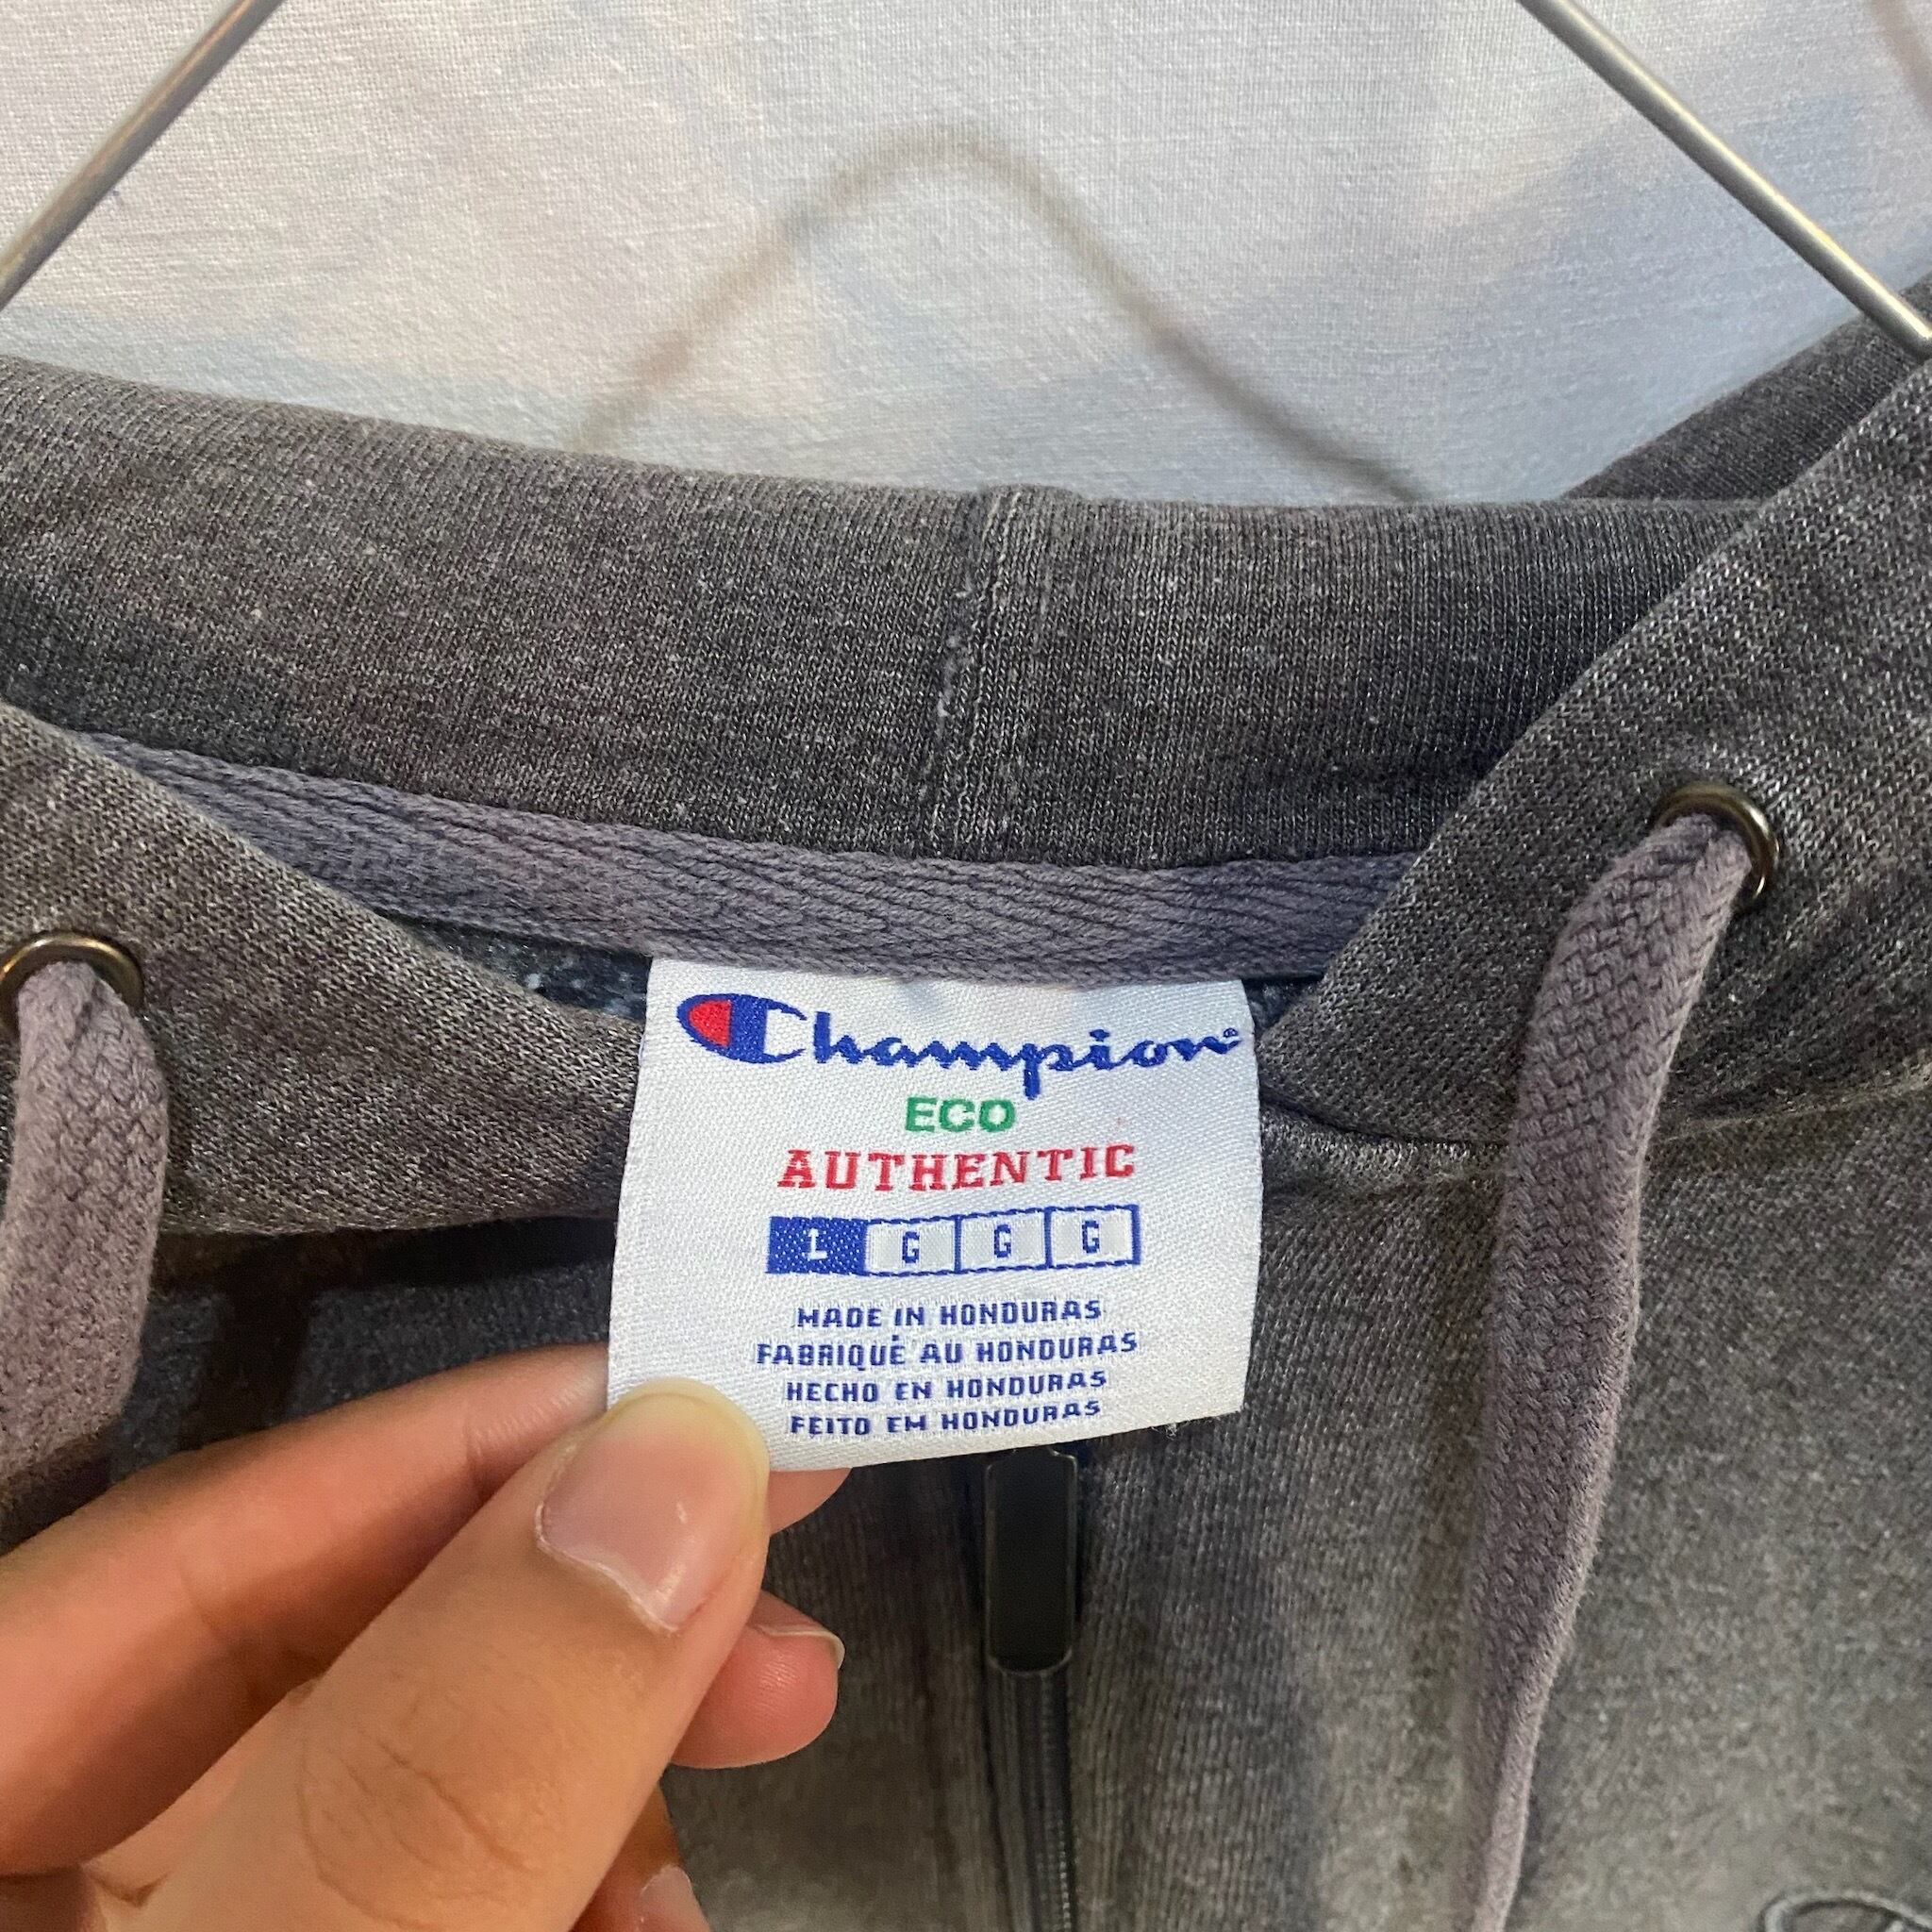 Champion®
ECO
AUTHENTIC
L G G G
MADE IN HONDURAS
FABRIQUÉ AU HONDURAS
HECHO EN HONDURAS
FEITO EM HONDURAS